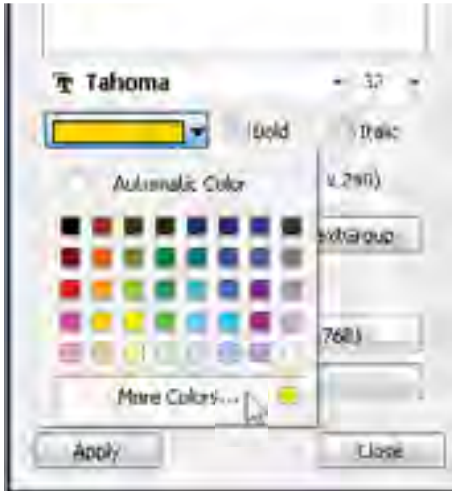 Tahoma
Bold Italic
Automatic Color
More Colors...
Apply Close